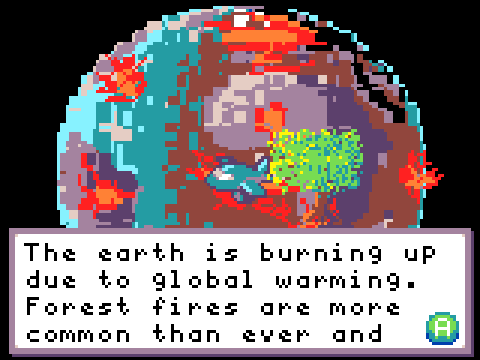 The earth is burning up
due to global warming.
Forest fires are more
common than ever and
A